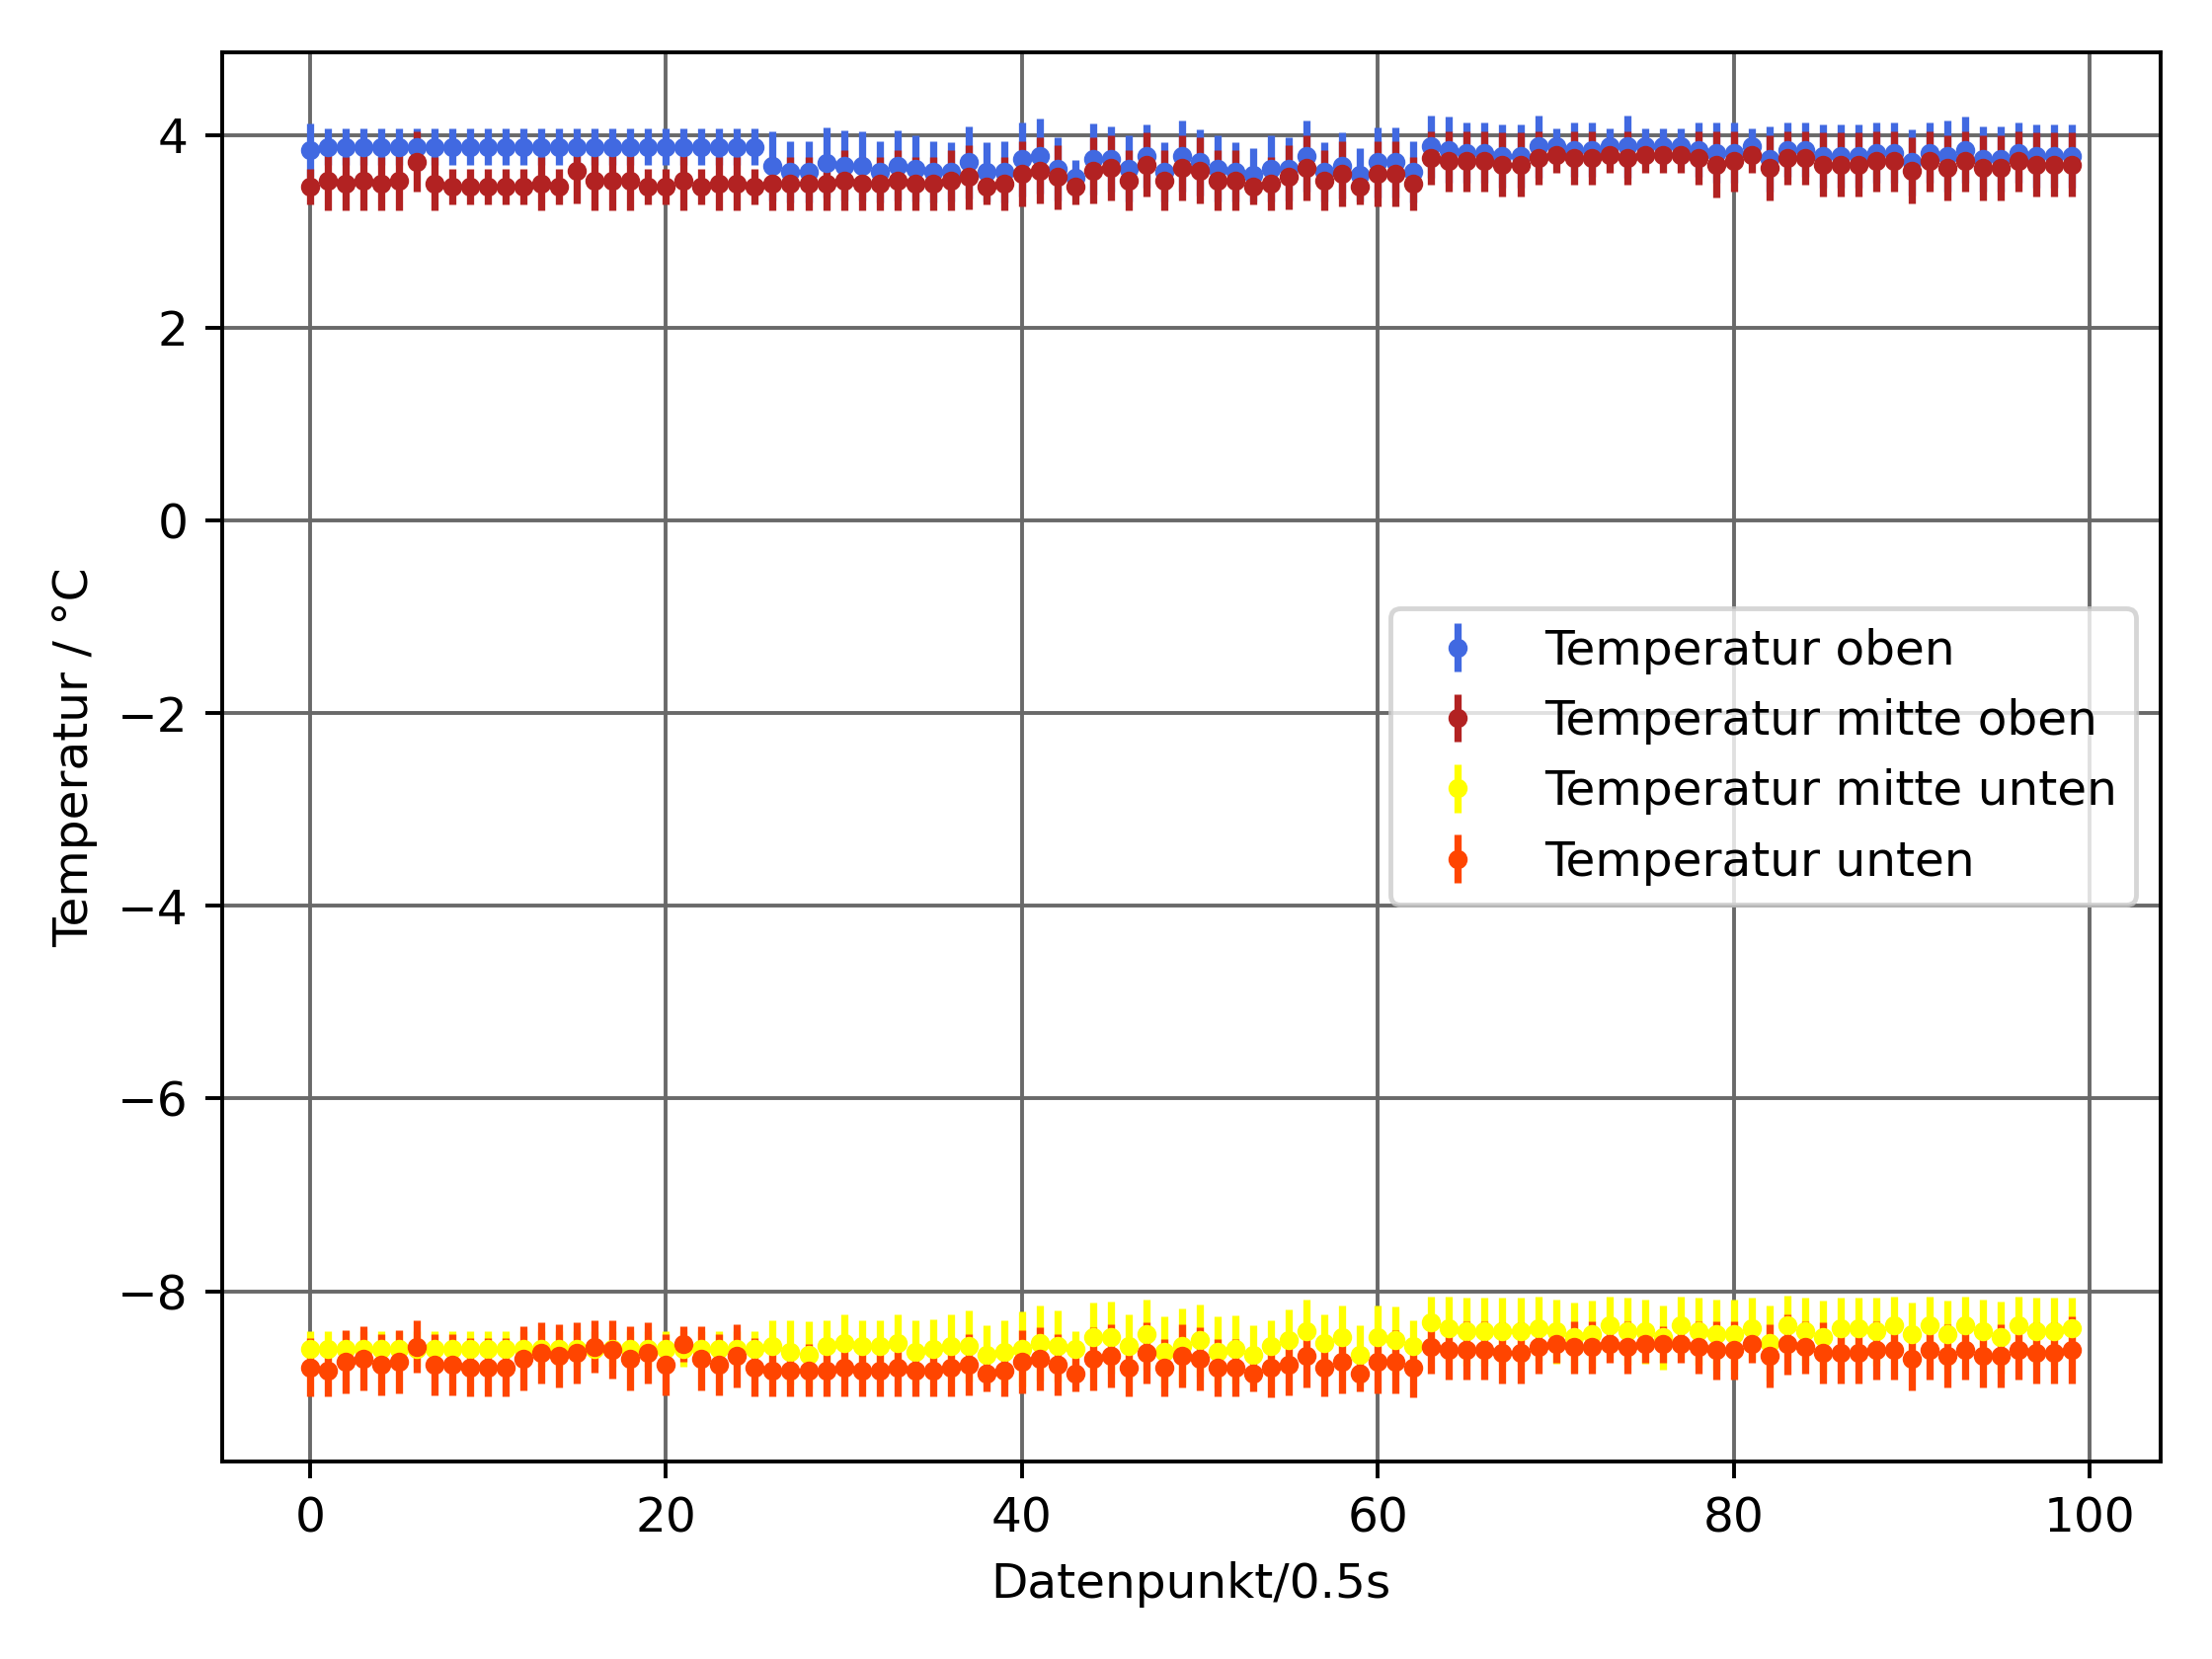 4
2
0
−2
−4
−6
−8
Temperatur / °C
Temperatur oben
Temperatur mitte oben
Temperatur mitte unten
Temperatur unten
0 20 40 60 80 100
Datenpunkt/0.5s